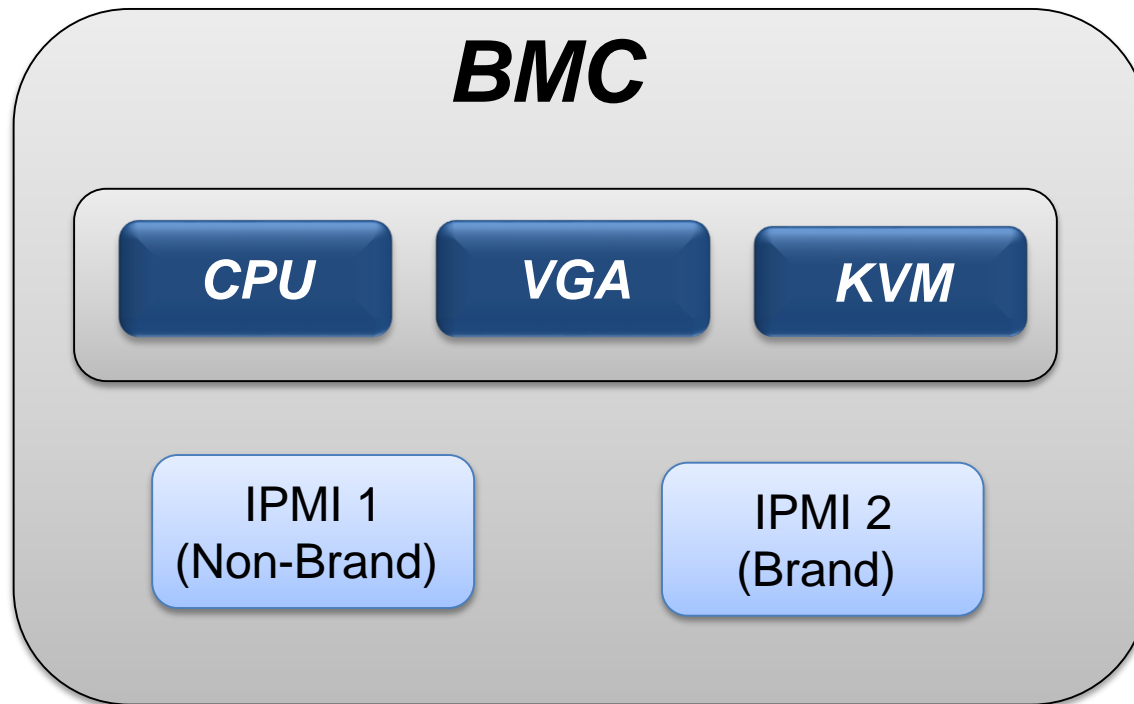 BMC
CPU
VGA
KVM
IPMI 1
(Non-Brand)
IPMI 2
(Brand)